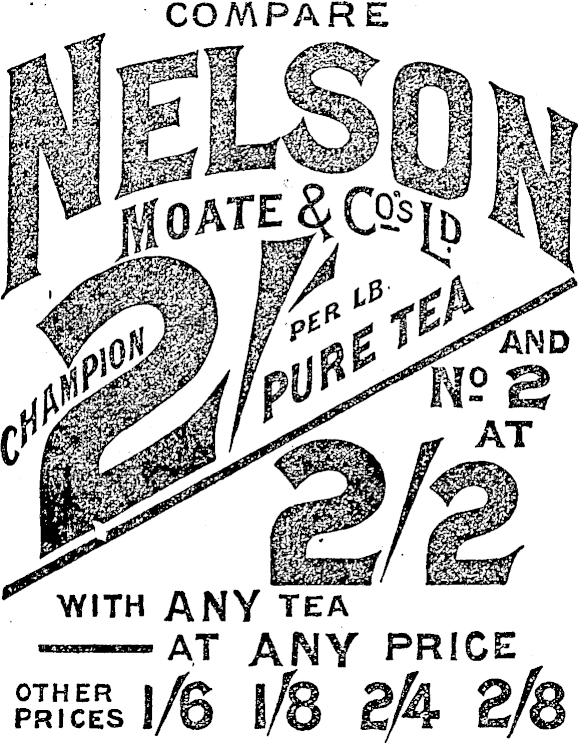 COMPARE
NELSON
MOATE & Co's LD
CHAMPION 2/- PER LB.
PURE TEA
AND
No 2
AT
2/2
WITH ANY TEA
AT ANY PRICE
OTHER PRICES 1/6 1/8 2/4 2/8